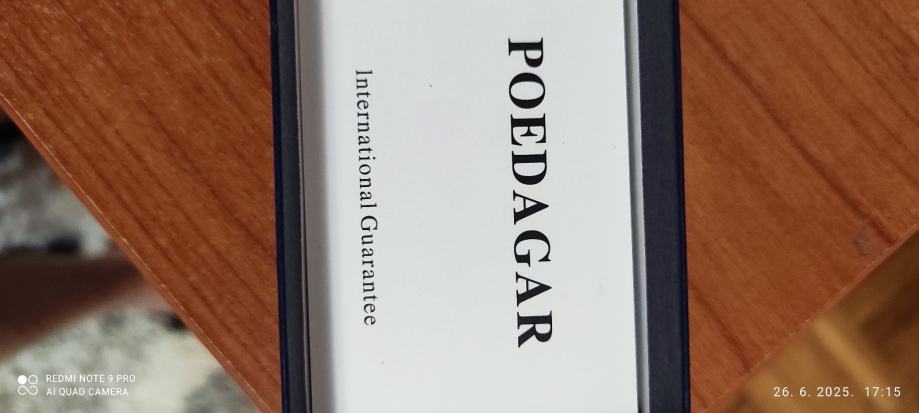 POEDAGAR
International Guarantee
REDMI NOTE 9 PRO
AI QUAD CAMERA
26. 6. 2025. 17:15